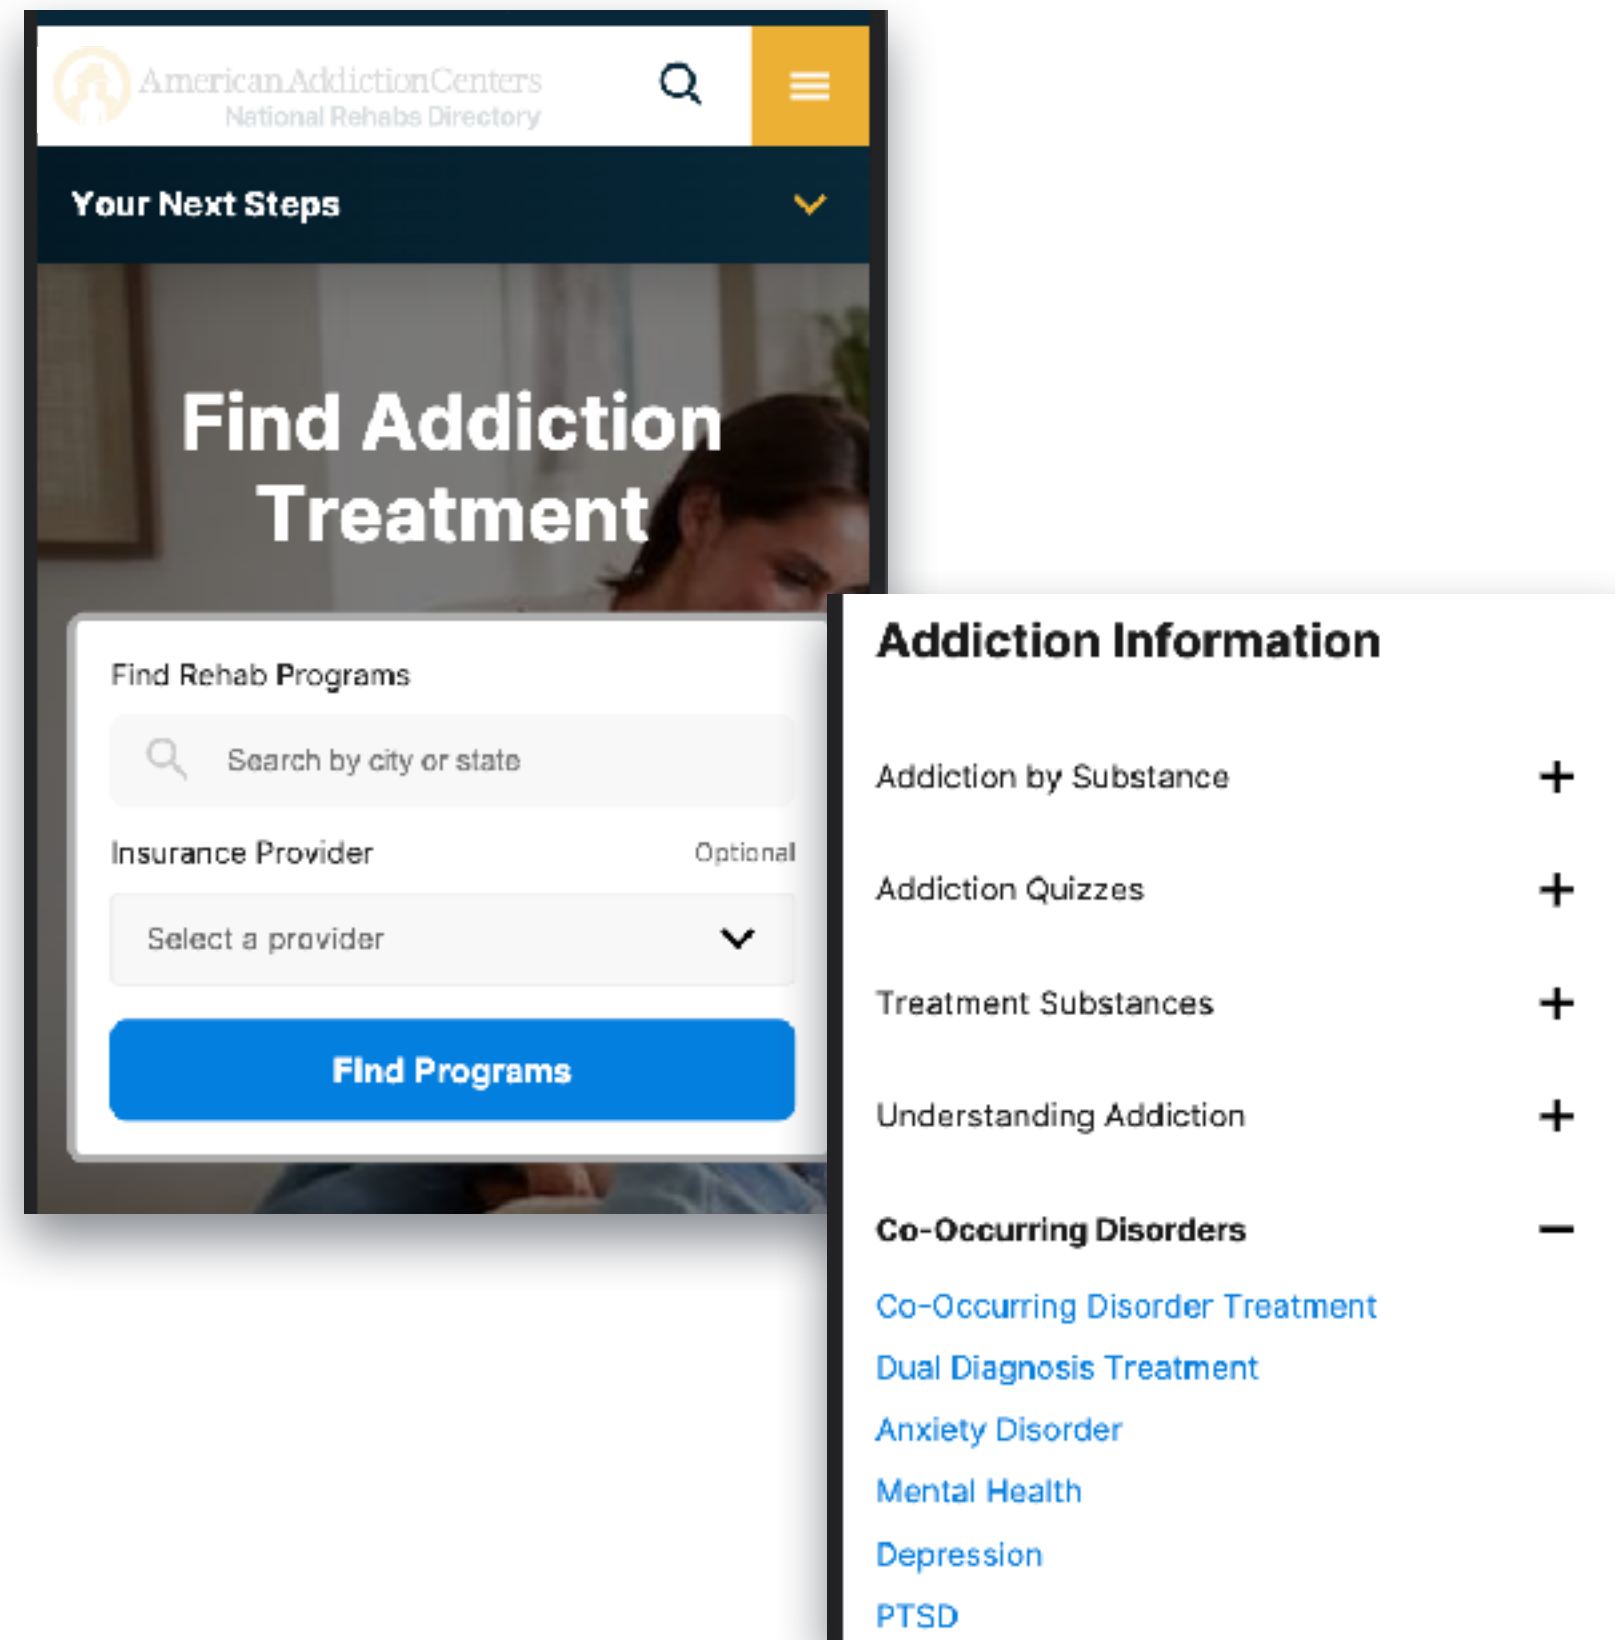 AmericanAddictionCenters
National Rehabs Directory
Your Next Steps
Find Addiction
Treatment
Find Rehab Programs
Search by city or state
Insurance Provider
Optional
Select a provider
Find Programs
Addiction Information
Addiction by Substance
Addiction Quizzes
Treatment Substances
Understanding Addiction
Co-Occurring Disorders
Co-Occurring Disorder Treatment
Dual Diagnosis Treatment
Anxiety Disorder
Mental Health
Depression
PTSD